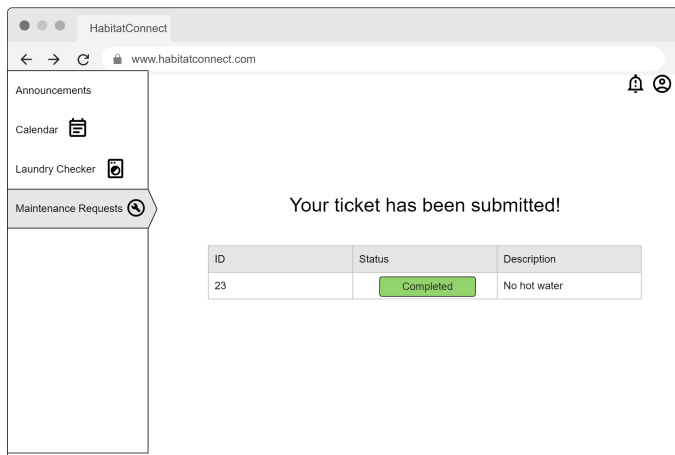 HabitatConnect
www.habitatconnect.com
Announcements
Calendar
Laundry Checker
Maintenance Requests
Your ticket has been submitted!
ID Status Description
23 Completed No hot water